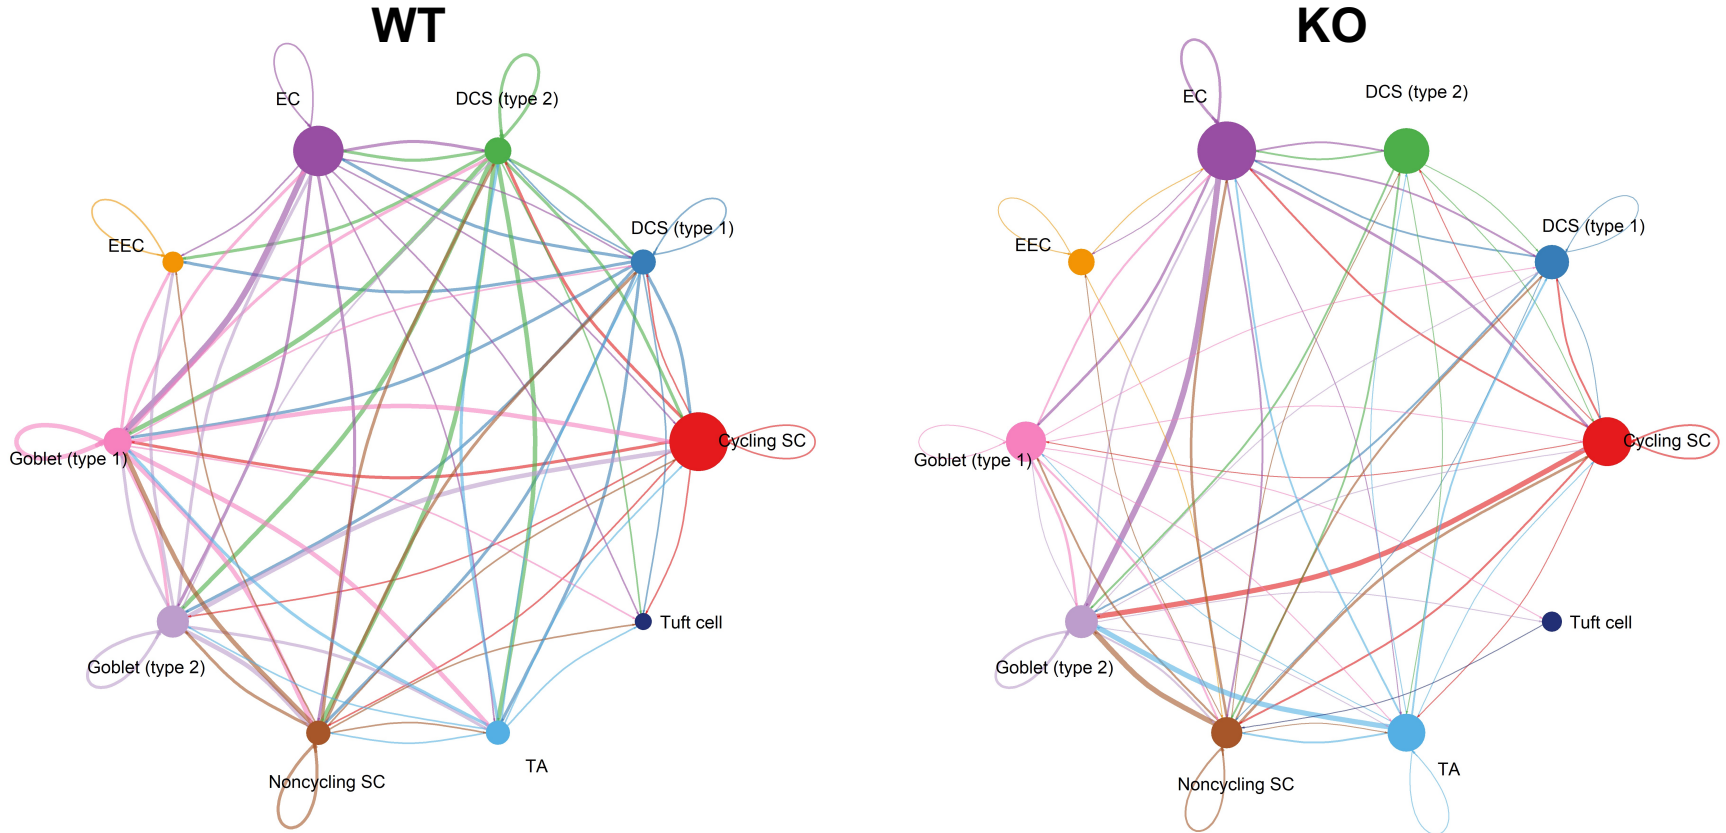 WT
KO
EC
DCS (type 2)
EEC
DCS (type 1)
Cycling SC
Goblet (type 1)
Goblet (type 2)
Tuft cell
Noncycling SC
TA
EC
DCS (type 2)
EEC
DCS (type 1)
Cycling SC
Goblet (type 1)
Goblet (type 2)
Tuft cell
Noncycling SC
TA